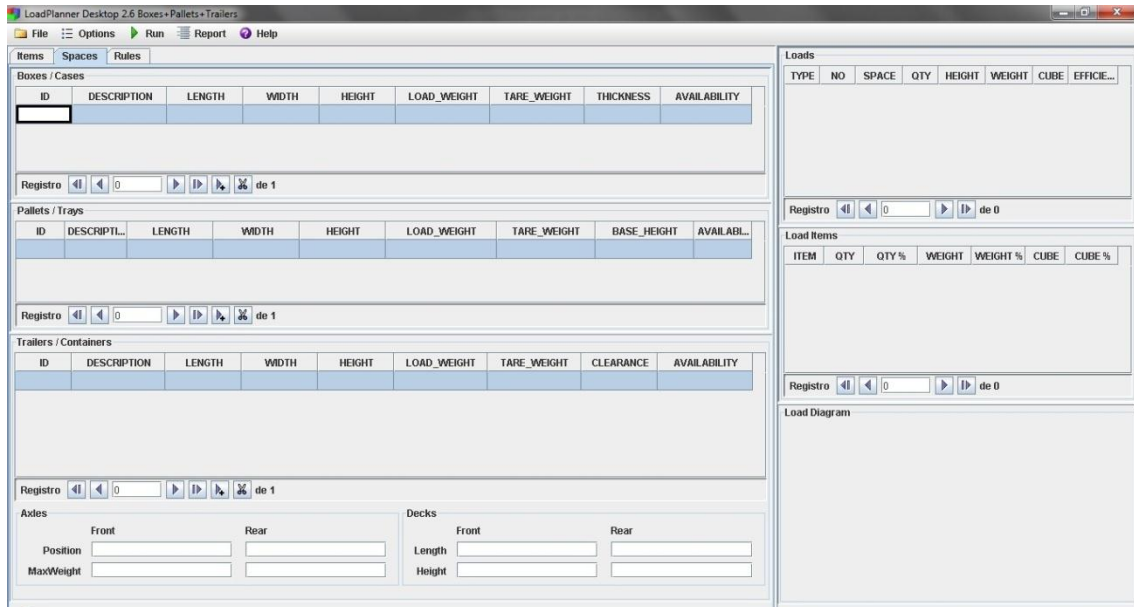 LoadPlanner Desktop 2.6 Boxes+Pallets+Trailers
File Options Run Report Help
Items Spaces Rules
Boxes / Cases
ID DESCRIPTION LENGTH WIDTH HEIGHT LOAD_WEIGHT TARE_WEIGHT THICKNESS AVAILABILITY
Registro 0 de 1
Pallets / Trays
ID DESCRIPTI... LENGTH WIDTH HEIGHT LOAD_WEIGHT TARE_WEIGHT BASE_HEIGHT AVAILABI...
Registro 0 de 1
Trailers / Containers
ID DESCRIPTION LENGTH WIDTH HEIGHT LOAD_WEIGHT TARE_WEIGHT CLEARANCE AVAILABILITY
Registro 0 de 1
Axles
Front Rear
Position
MaxWeight
Decks
Front Rear
Length
Height
Loads
TYPE NO SPACE QTY HEIGHT WEIGHT CUBE EFFICIE...
Registro 0 de 0
Load Items
ITEM QTY QTY % WEIGHT WEIGHT % CUBE CUBE %
Registro 0 de 0
Load Diagram